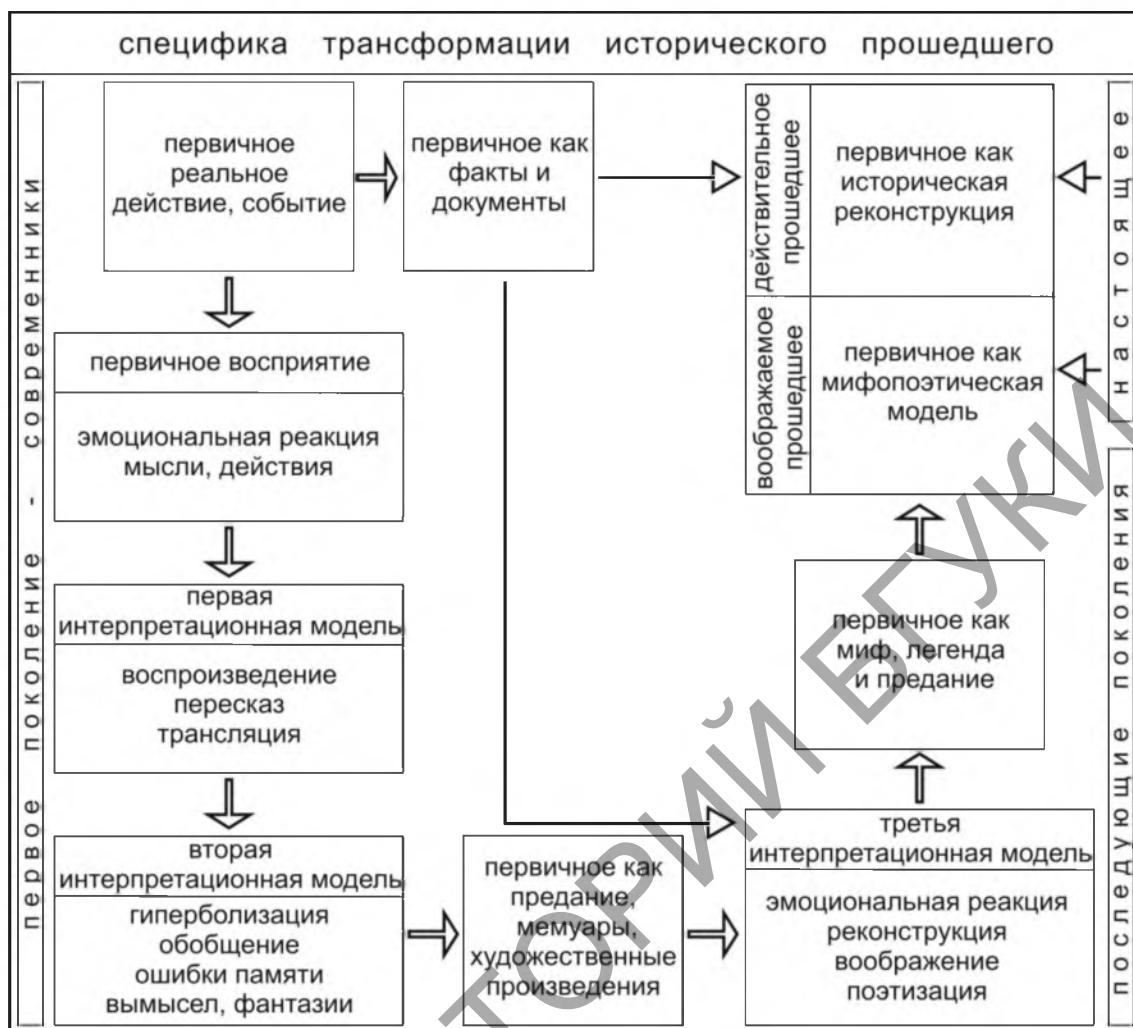 специфика трансформации исторического прошедшего
первое поколение - современники
первичное
реальное
действие, событие
первичное как
факты и
документы
действительное
прошедшее
первичное как
историческая
реконструкция
настоящее
первичное восприятие
эмоциональная реакция
мысли, действия
воображаемое
прошедшее
первичное как
мифопоэтическая
модель
первая
интерпретационная модель
воспроизведение
пересказ
трансляция
первичное как
миф, легенда
и предание
последующие поколения
вторая
интерпретационная модель
гиперболизация
обобщение
ошибки памяти
вымысел, фантазии
первичное как
предание,
мемуары,
художественные
произведения
третья
интерпретационная модель
эмоциональная реакция
реконструкция
воображение
поэтизация
ТОРИЙ БГУКИ